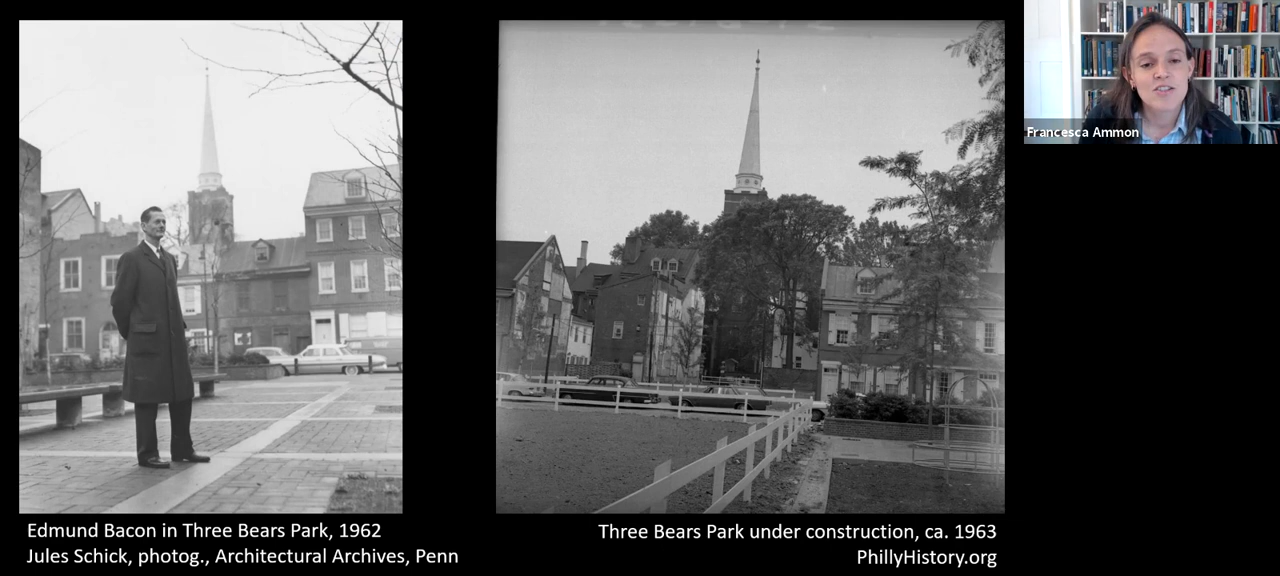 Francesca Ammon
Edmund Bacon in Three Bears Park, 1962
Jules Schick, photog., Architectural Archives, Penn
Three Bears Park under construction, ca. 1963
PhillyHistory.org